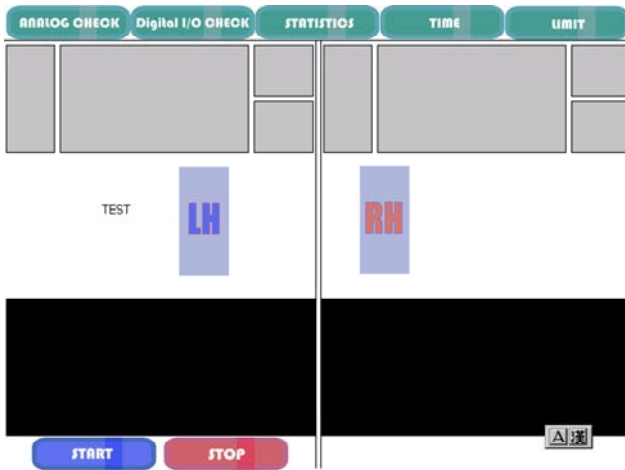 ANALOG CHECK Digital I/O CHECK STATISTICS TIME LIMIT
TEST LH RH
A漢
START STOP